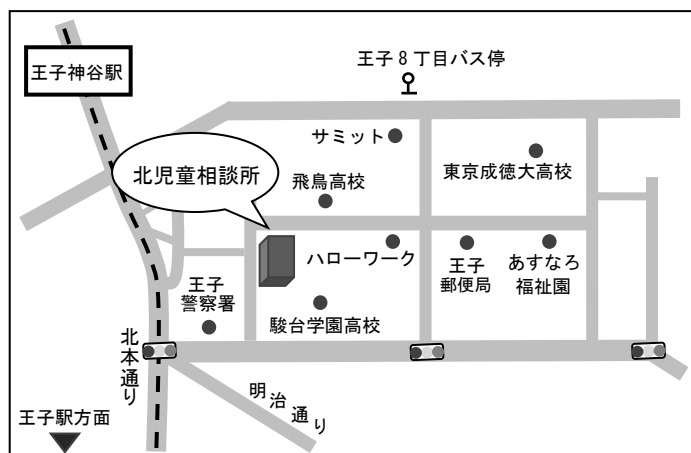 王子神谷駅
王子8丁目バス停
サミット
東京成徳大高校
北児童相談所
飛鳥高校
ハローワーク
王子
郵便局
あすなろ
福祉園
王子
警察署
駿台学園高校
北本通り
明治通り
王子駅方面